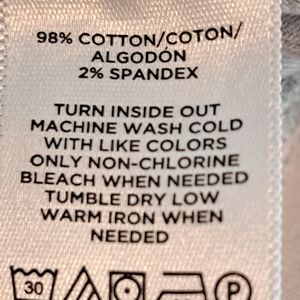 98% COTTON/COTON/
ALGODÓN
2% SPANDEX
TURN INSIDE OUT
MACHINE WASH COLD
WITH LIKE COLORS
ONLY NON-CHLORINE
BLEACH WHEN NEEDED
TUMBLE DRY LOW
WARM IRON WHEN
NEEDED
30 P